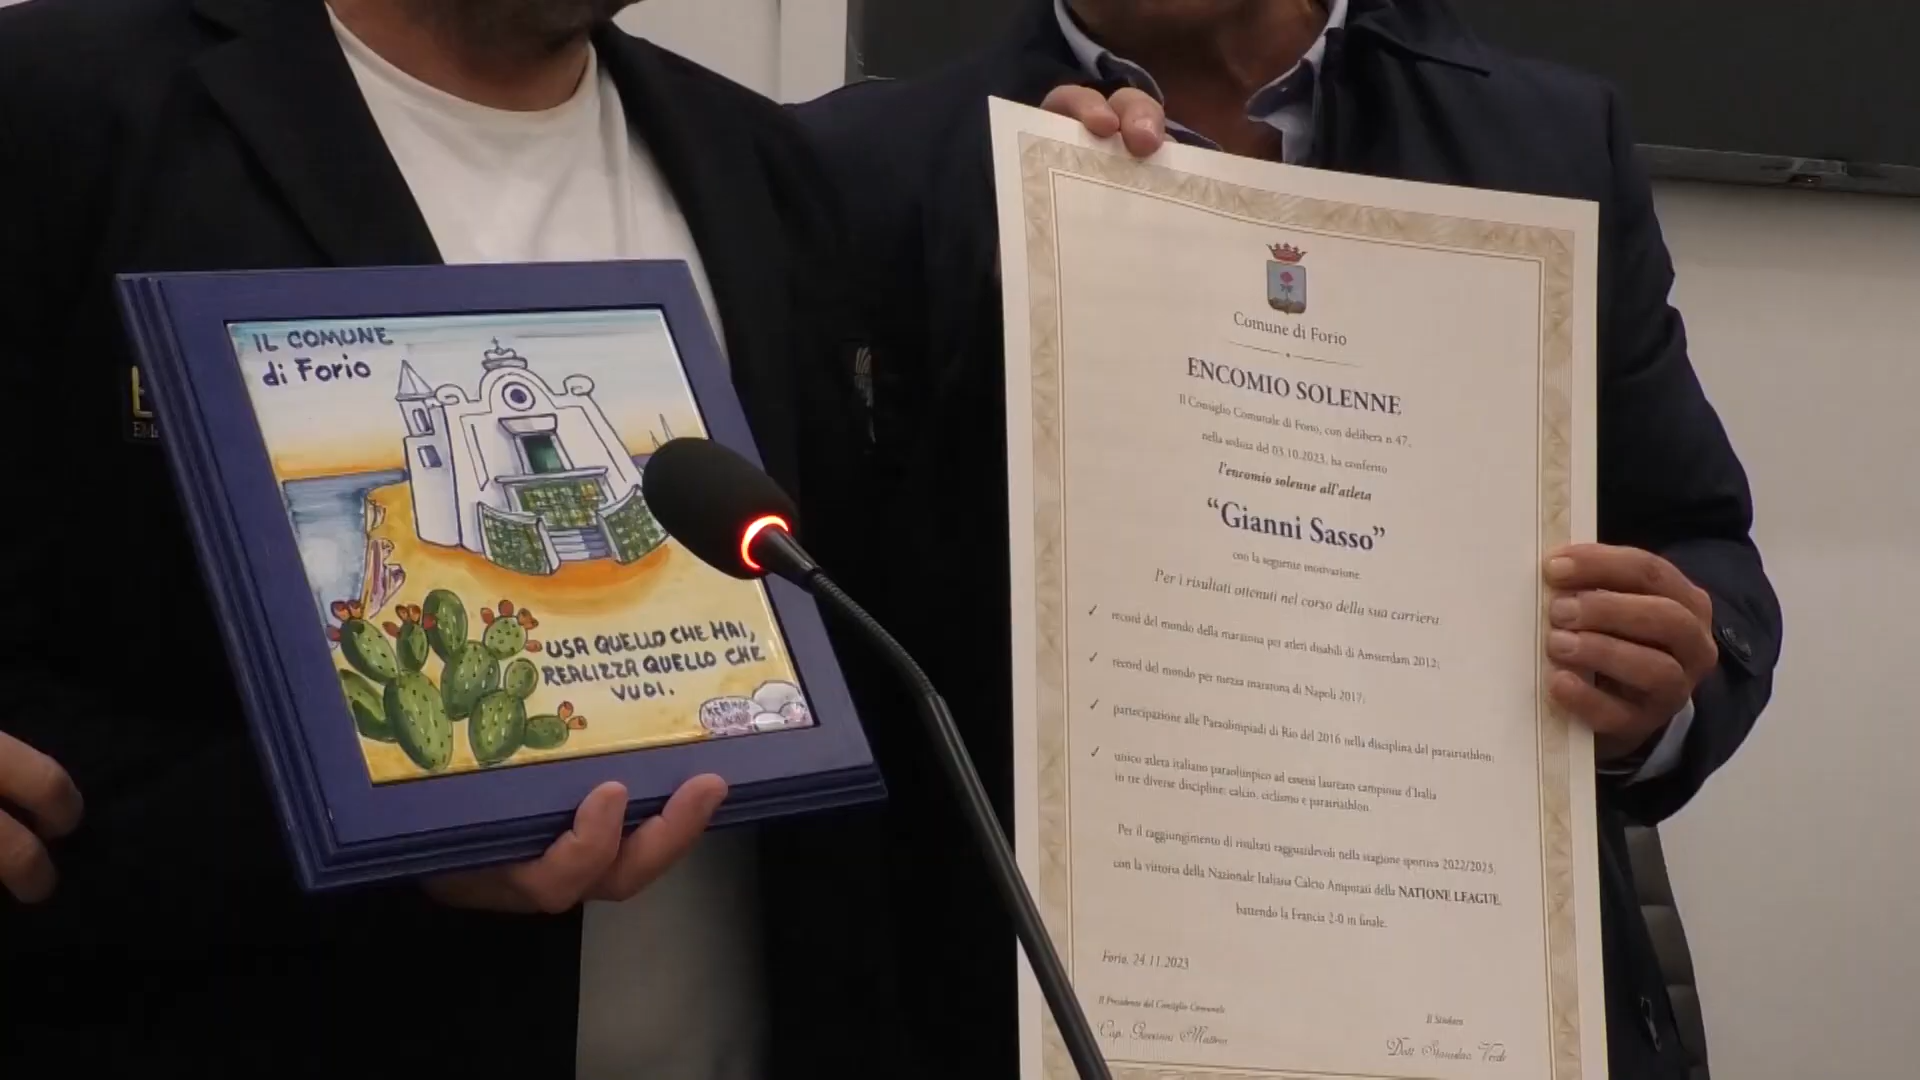 IL COMUNE
di Forio
USA QUELLO CHE HAI,
REALIZZA QUELLO CHE
VUOI.
Comune di Forio
ENCOMIO SOLENNE
Il Consiglio Comunale di Forio, con delibera n 47,
nella seduta del 03.10.2023, ha conferito
l'encomio solenne all'atleta
“Gianni Sasso”
con la seguente motivazione:
Per i risultati ottenuti nel corso della sua carriera:
✓ record del mondo della maratona per atleti disabili di Amsterdam 2012;
✓ record del mondo per mezza maratona di Napoli 2017;
✓ partecipazione alle Paraolimpiadi di Rio del 2016 nella disciplina del paratriathlon;
✓ unico atleta italiano paraolimpico ad essersi laureato campione d'Italia
in tre diverse discipline: calcio, ciclismo e paratriathlon.
Per il raggiungimento di risultati ragguardevoli nella stagione sportiva 2022/2023,
con la vittoria della Nazionale Italiana Calcio Amputati della NATIONE LEAGUE
battendo la Francia 2-0 in finale.
Forio, 24.11.2023
Il Presidente del Consiglio Comunale
Il Sindaco
Cap. Giovanni Mattera
Dott. Stanislao Verde